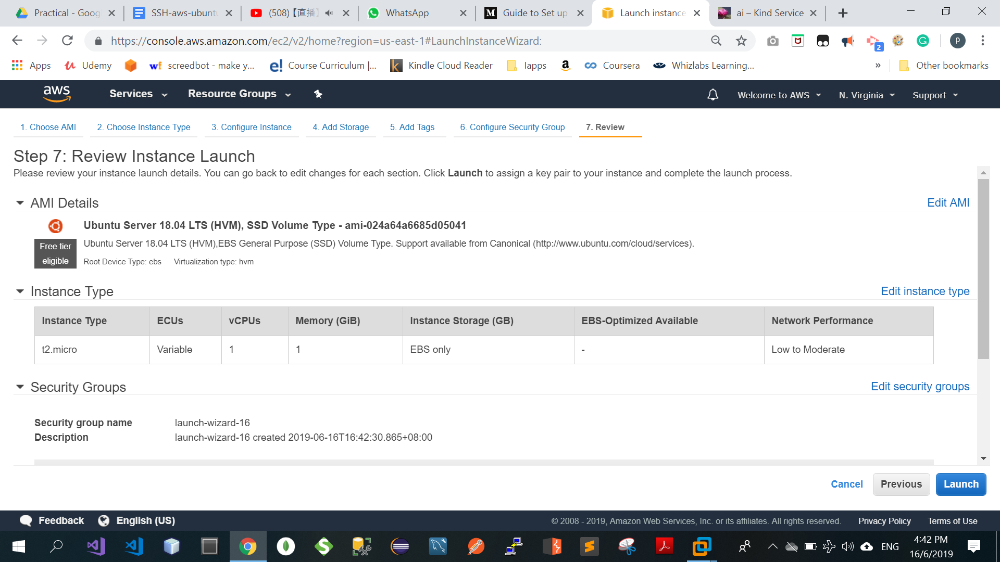 Practical - Goog
SSH-aws-ubunt
(508)【直播】
WhatsApp
Guide to Set up
Launch instance
ai – Kind Service
https://console.aws.amazon.com/ec2/v2/home?region=us-east-1#LaunchInstanceWizard:
2
p
Apps
Udemy
screedbot - make y...
Course Curriculum |...
Kindle Cloud Reader
lapps
Coursera
Whizlabs Learning...
»
Other bookmarks
aws
Services
Resource Groups
Welcome to AWS
N. Virginia
Support
1. Choose AMI
2. Choose Instance Type
3. Configure Instance
4. Add Storage
5. Add Tags
6. Configure Security Group
7. Review
Step 7: Review Instance Launch
Please review your instance launch details. You can go back to edit changes for each section. Click Launch to assign a key pair to your instance and complete the launch process.
AMI Details
Edit AMI
Ubuntu Server 18.04 LTS (HVM), SSD Volume Type - ami-024a64a6685d05041
Free tier
eligible
Ubuntu Server 18.04 LTS (HVM),EBS General Purpose (SSD) Volume Type. Support available from Canonical (http://www.ubuntu.com/cloud/services).
Root Device Type: ebs Virtualization type: hvm
Instance Type
Edit instance type
Instance Type ECUs vCPUs Memory (GiB) Instance Storage (GB) EBS-Optimized Available Network Performance
t2.micro Variable 1 1 EBS only - Low to Moderate
Security Groups
Edit security groups
Security group name launch-wizard-16
Description launch-wizard-16 created 2019-06-16T16:42:30.865+08:00
Cancel
Previous
Launch
Feedback
English (US)
© 2008 - 2019, Amazon Web Services, Inc. or its affiliates. All rights reserved.
Privacy Policy
Terms of Use
ENG
4:42 PM
16/6/2019